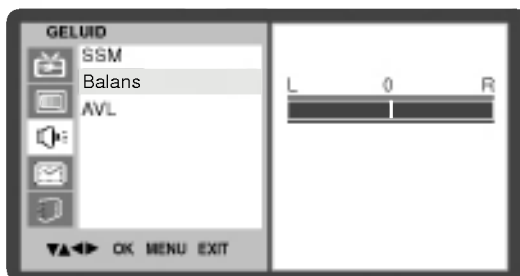 GELUID
SSM
Balans
AVL
L 0 R
▼▲◀▶ OK MENU EXIT